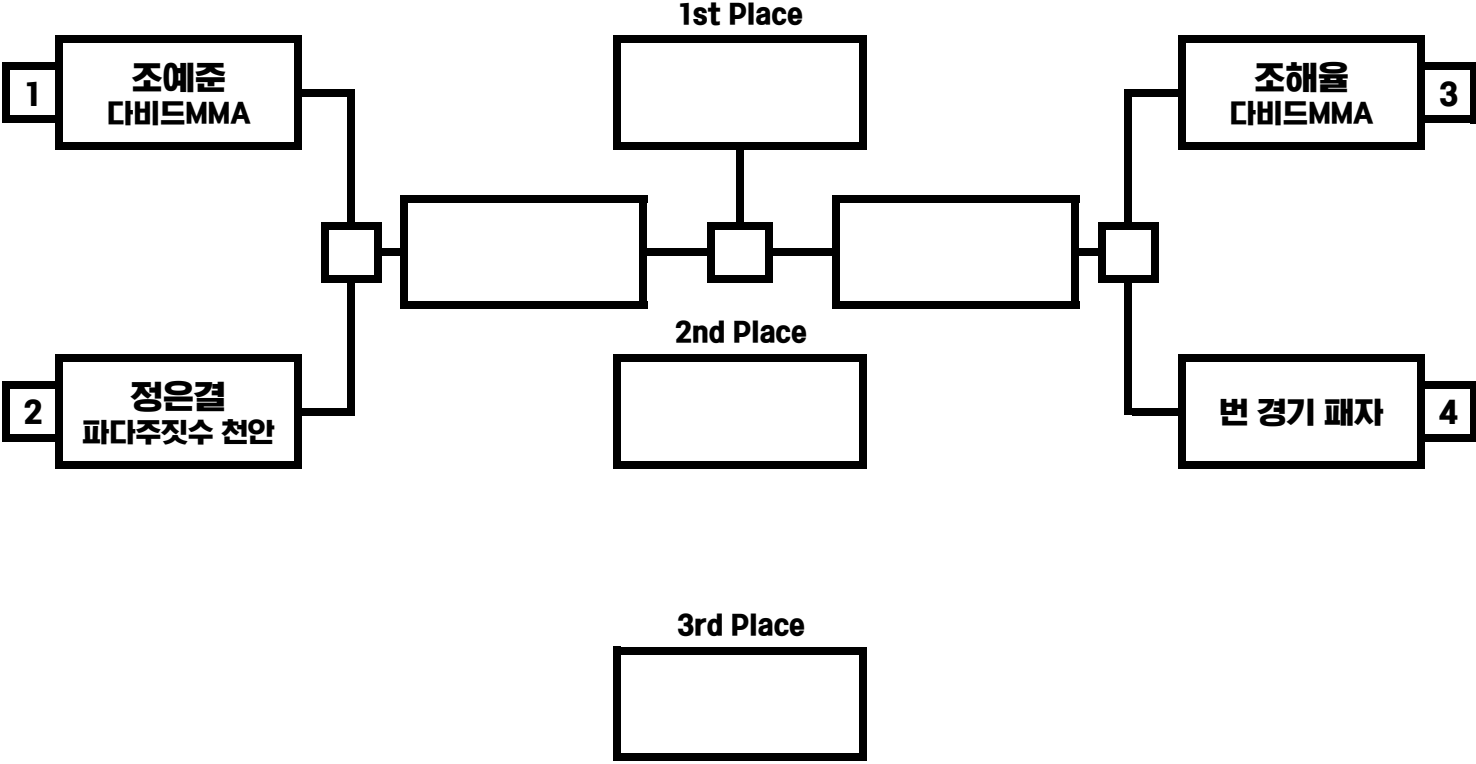 1st Place
1
조예준
다비드MMA
조해율
다비드MMA
3
2nd Place
2
정은결
파다주짓수 천안
번 경기 패자
4
3rd Place